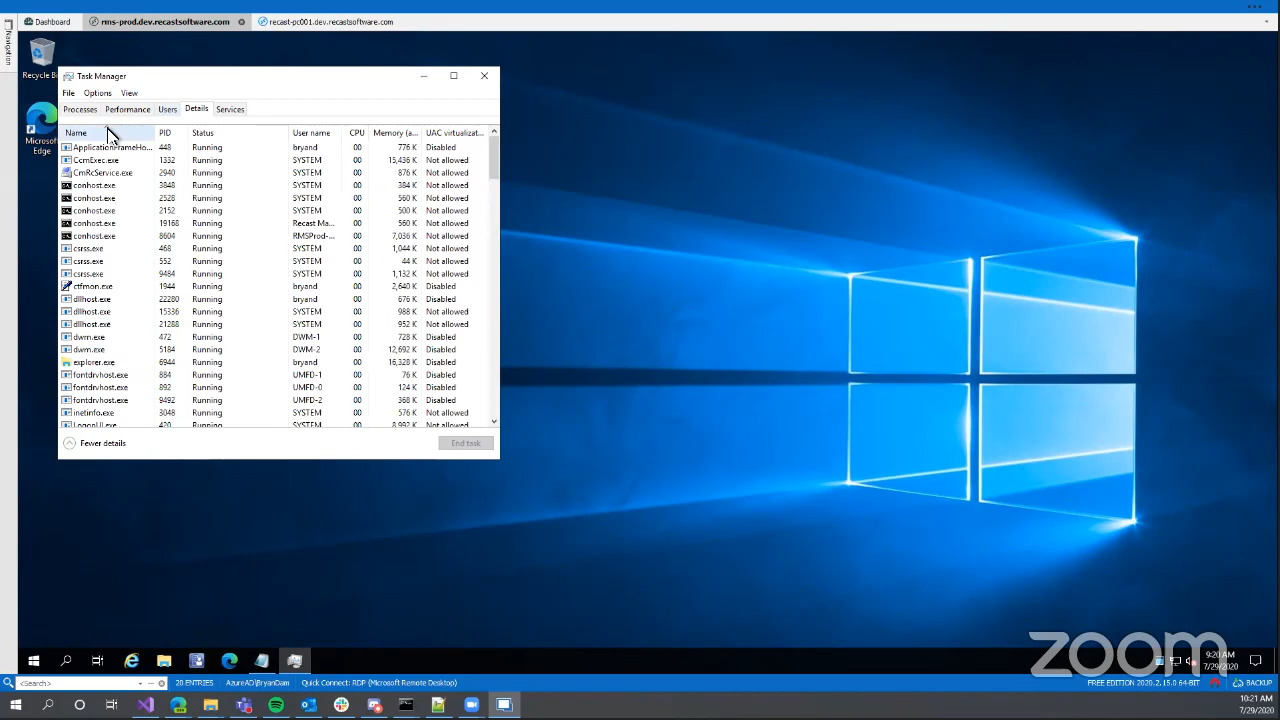 Dashboard rms-prod.dev.recastsoftware.com recast-pc001.dev.recastsoftware.com
Navigation
Recycle B
Microsof
Edge
Task Manager
File Options View
Processes Performance Users Details Services
Name PID Status User name CPU Memory (a... UAC virtualizat...
ApplicationFrameHo... 448 Running bryand 00 776 K Disabled
CcmExec.exe 1332 Running SYSTEM 00 15,436 K Not allowed
CmRcService.exe 2940 Running SYSTEM 00 876 K Not allowed
conhost.exe 3848 Running SYSTEM 00 384 K Not allowed
conhost.exe 2528 Running SYSTEM 00 560 K Not allowed
conhost.exe 2152 Running SYSTEM 00 500 K Not allowed
conhost.exe 19168 Running Recast Ma... 00 560 K Not allowed
conhost.exe 8604 Running RMSProd-... 00 7,036 K Not allowed
csrss.exe 468 Running SYSTEM 00 1,044 K Not allowed
csrss.exe 552 Running SYSTEM 00 44 K Not allowed
csrss.exe 9484 Running SYSTEM 00 1,132 K Not allowed
ctfmon.exe 1944 Running bryand 00 2,640 K Disabled
dllhost.exe 22280 Running bryand 00 676 K Disabled
dllhost.exe 15336 Running SYSTEM 00 988 K Not allowed
dllhost.exe 21288 Running SYSTEM 00 952 K Not allowed
dwm.exe 472 Running DWM-1 00 728 K Disabled
dwm.exe 5184 Running DWM-2 00 12,692 K Disabled
explorer.exe 6944 Running bryand 00 16,328 K Disabled
fontdrvhost.exe 884 Running UMFD-1 00 76 K Disabled
fontdrvhost.exe 892 Running UMFD-0 00 124 K Disabled
fontdrvhost.exe 9492 Running UMFD-2 00 368 K Disabled
inetinfo.exe 3048 Running SYSTEM 00 576 K Not allowed
LogonUI.exe 420 Running SYSTEM 00 8,992 K Not allowed
Fewer details End task
zoom
9:20 AM
7/29/2020
<Search> 20 ENTRIES AzureAD\BryanDam Quick Connect: RDP (Microsoft Remote Desktop) FREE EDITION 2020.2.15.0 64-BIT BACKUP
10:21 AM
7/29/2020